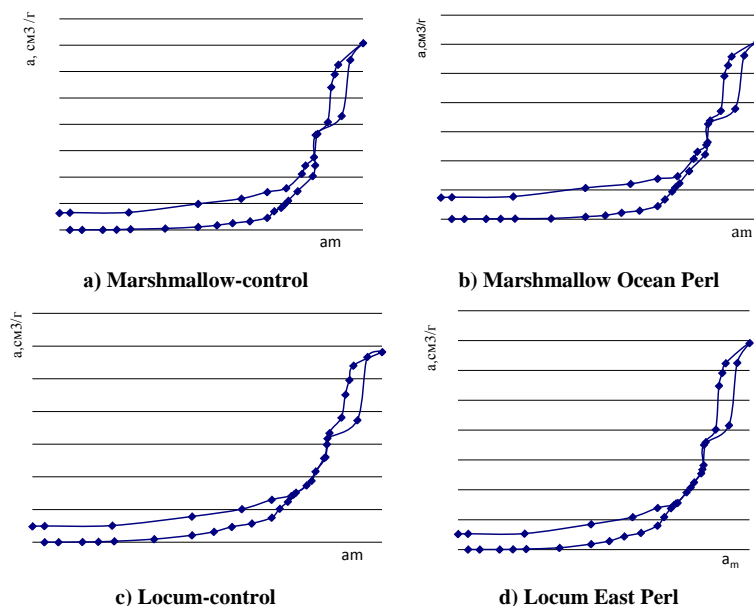 а, см3 /г
am
a) Marshmallow-control
а,см3/г
am
b) Marshmallow Ocean Perl
а,см3/г
am
c) Locum-control
а,см3/г
am
d) Locum East Perl